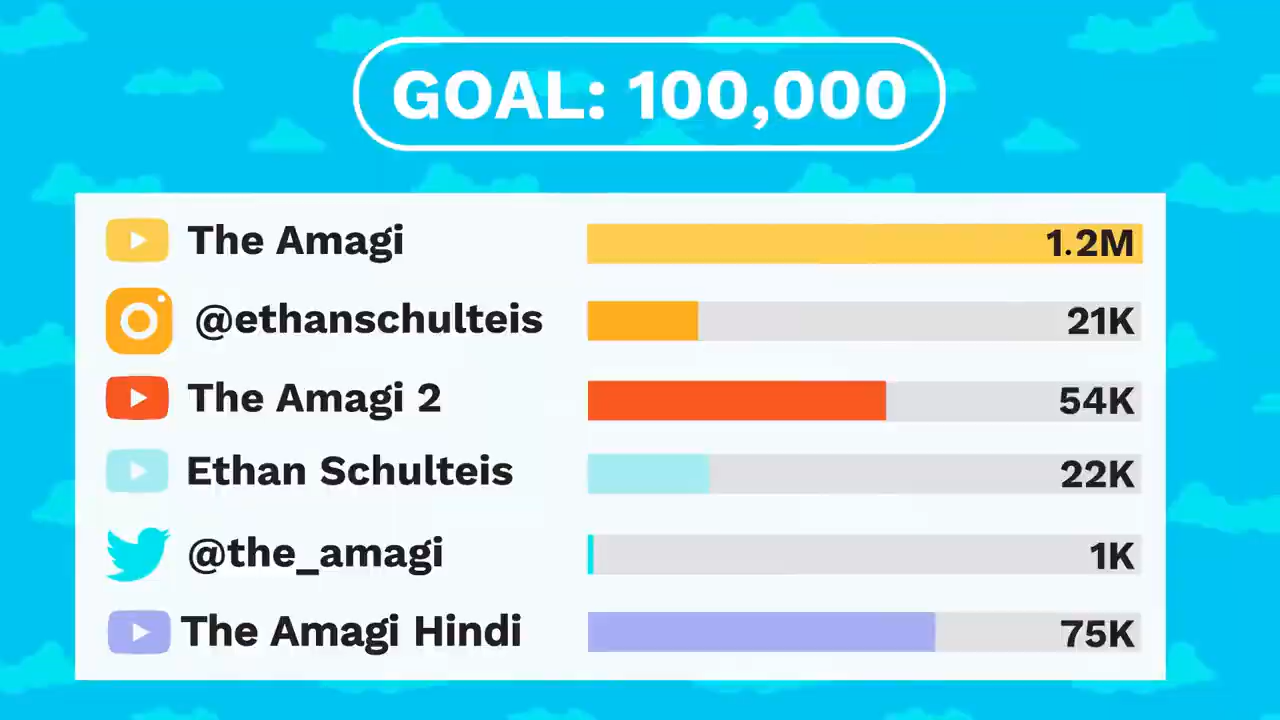 GOAL: 100,000
The Amagi 1.2M
@ethanschulteis 21K
The Amagi 2 54K
Ethan Schulteis 22K
@the_amagi 1K
The Amagi Hindi 75K